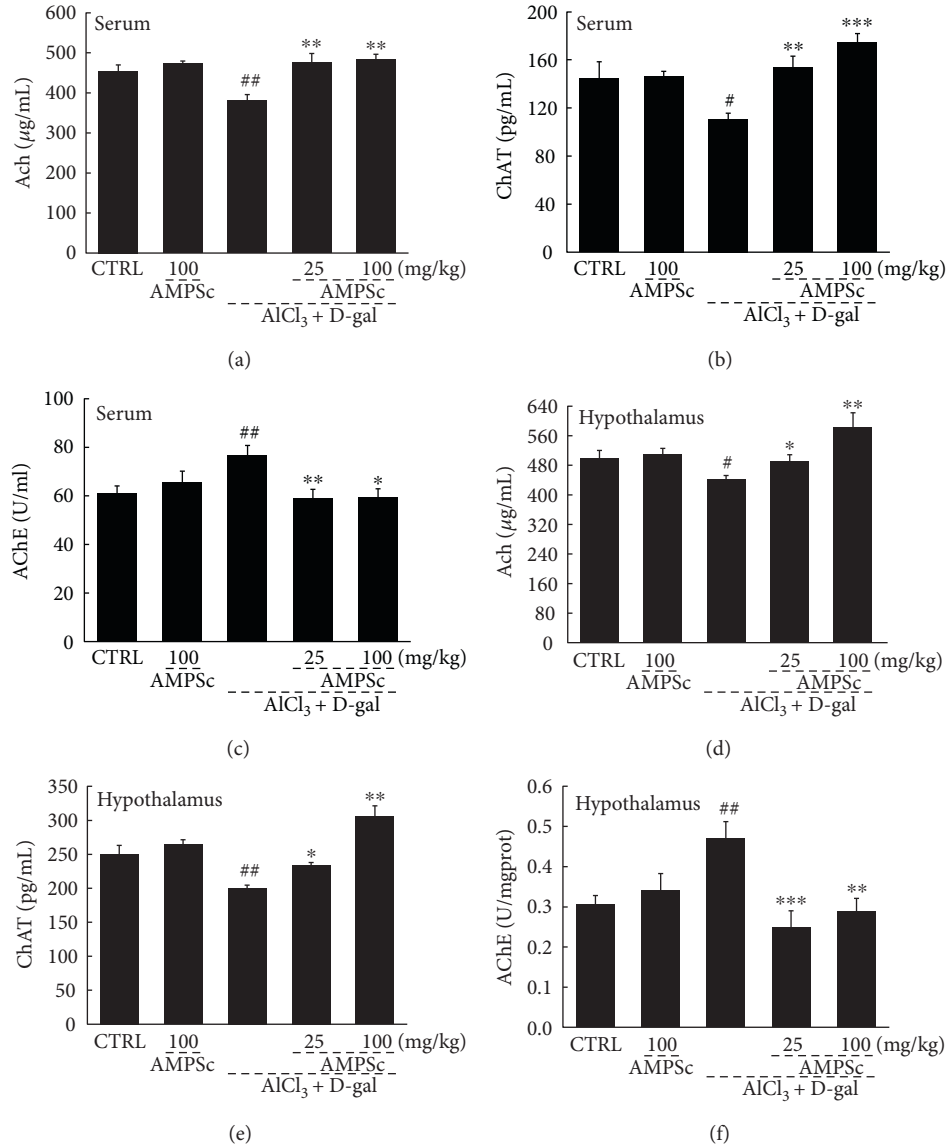 Serum
600
500
400
300
200
100
0
Ach (μg/mL)
** **
##
CTRL 100 25 100 (mg/kg)
AMPSc AMPSc
AlCl3 + D-gal
(a)
Serum
200
160
120
80
40
0
ChAT (pg/mL)
***
**
#
CTRL 100 25 100 (mg/kg)
AMPSc AMPSc
AlCl3 + D-gal
(b)
Serum
100
80
60
40
20
0
AChE (U/ml)
##
** *
CTRL 100 25 100 (mg/kg)
AMPSc AMPSc
AlCl3 + D-gal
(c)
Hypothalamus
640
560
480
400
320
240
160
80
0
Ach (μg/mL)
**
*
#
CTRL 100 25 100 (mg/kg)
AMPSc AMPSc
AlCl3 + D-gal
(d)
Hypothalamus
350
300
250
200
150
100
50
0
ChAT (pg/mL)
**
*
##
CTRL 100 25 100 (mg/kg)
AMPSc AMPSc
AlCl3 + D-gal
(e)
Hypothalamus
0.6
0.5
0.4
0.3
0.2
0.1
0.0
AChE (U/mgprot)
##
*** **
CTRL 100 25 100 (mg/kg)
AMPSc AMPSc
AlCl3 + D-gal
(f)